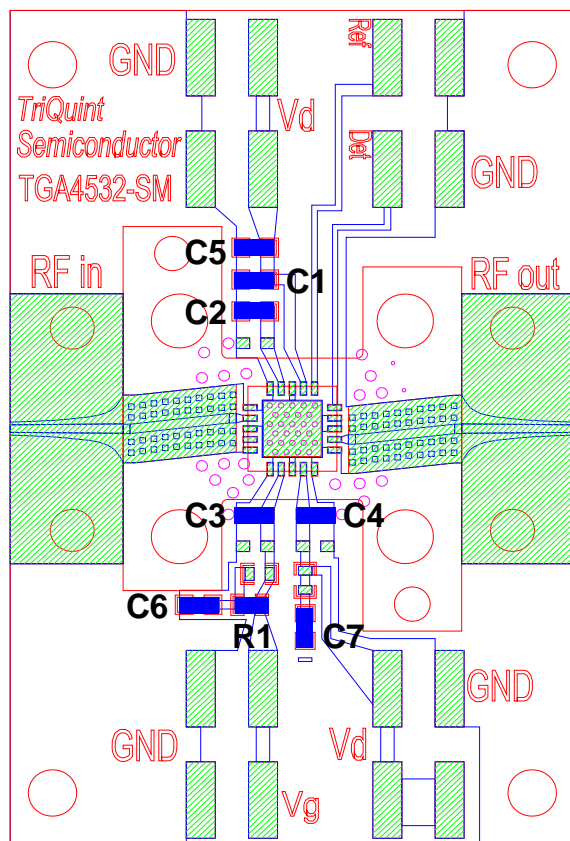 GND
Ref
TriQuint
Vd
Semiconductor
Det
TGA4532-SM
GND
C5
RF in
C1
RF out
C2
C3
C4
C6
R1
C7
GND
GND
Vd
Vg